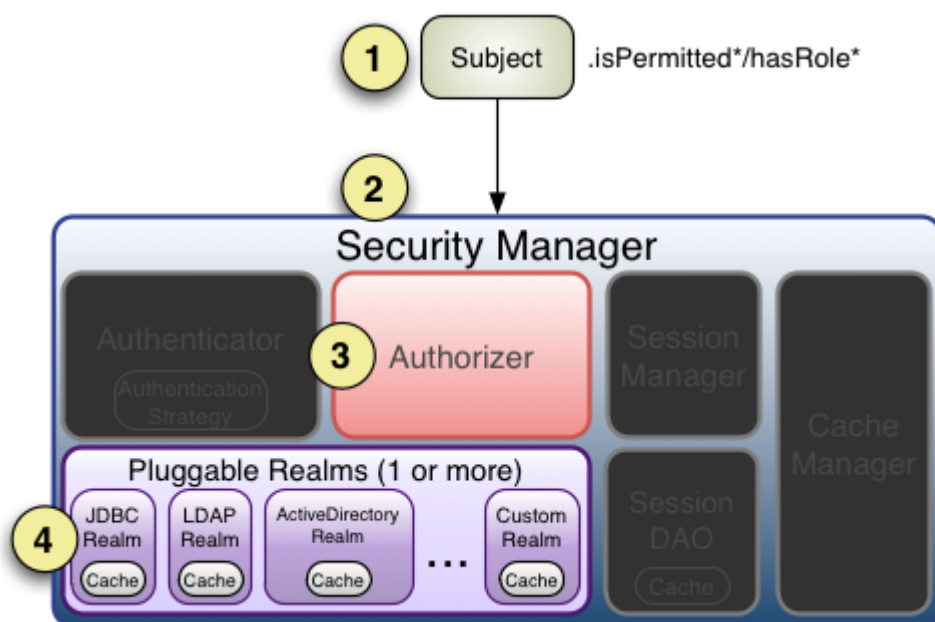 1
Subject
.isPermitted*/hasRole*
2
Security Manager
Authenticator
Authentication
Strategy
3
Authorizer
Session
Manager
Cache
Manager
Pluggable Realms (1 or more)
4
JDBC
Realm
Cache
LDAP
Realm
Cache
ActiveDirectory
Realm
Cache
...
Custom
Realm
Cache
Session
DAO
Cache